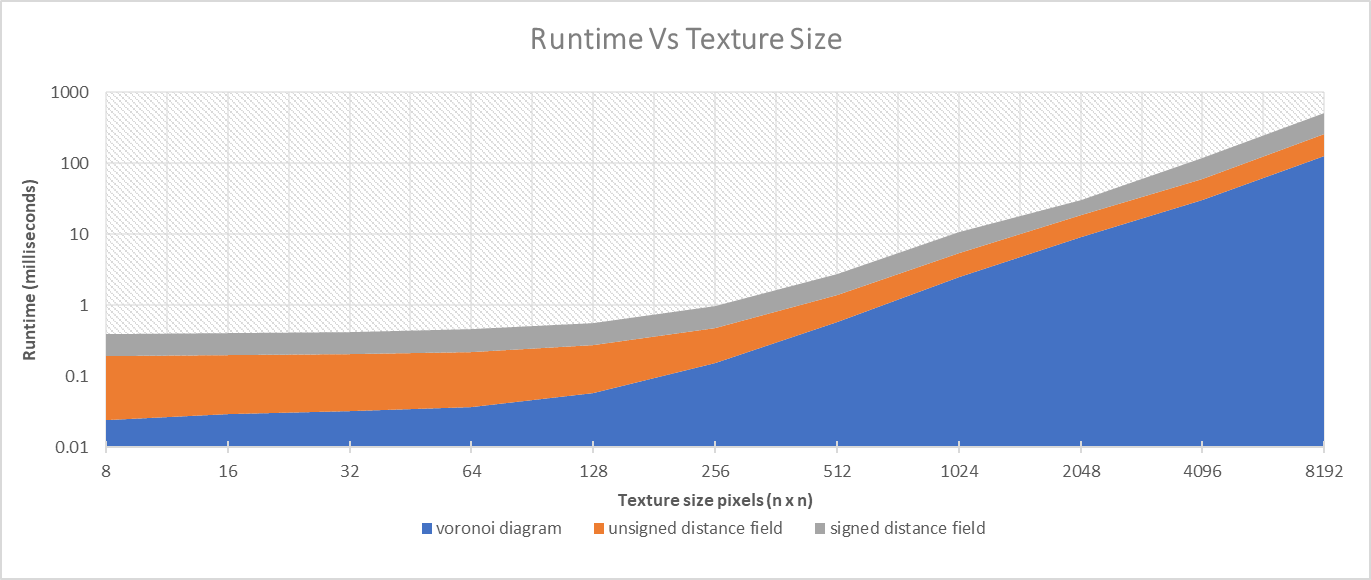 Runtime Vs Texture Size
1000
100
10
1
0.1
0.01
Runtime (milliseconds)
8 16 32 64 128 256 512 1024 2048 4096 8192
Texture size pixels (n x n)
voronoi diagram unsigned distance field signed distance field